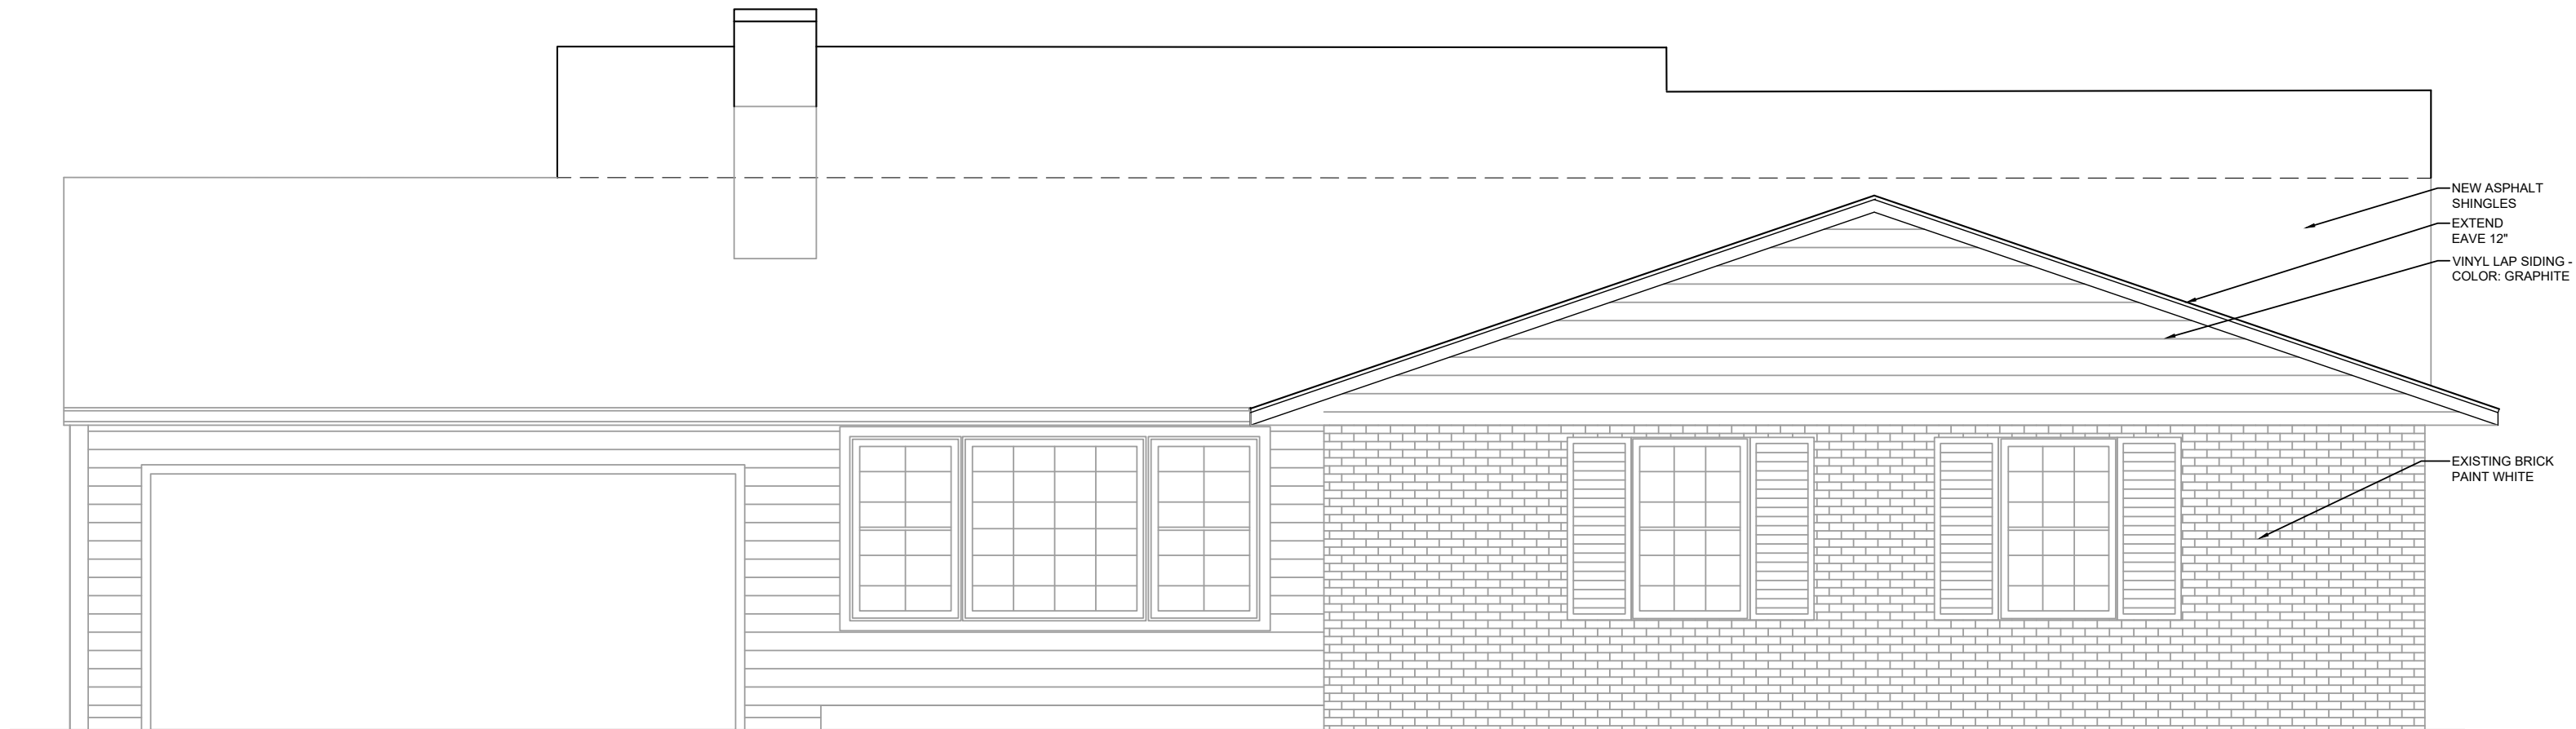 NEW ASPHALT
SHINGLES
EXTEND
EAVE 12"
VINYL LAP SIDING -
COLOR: GRAPHITE
EXISTING BRICK
PAINT WHITE